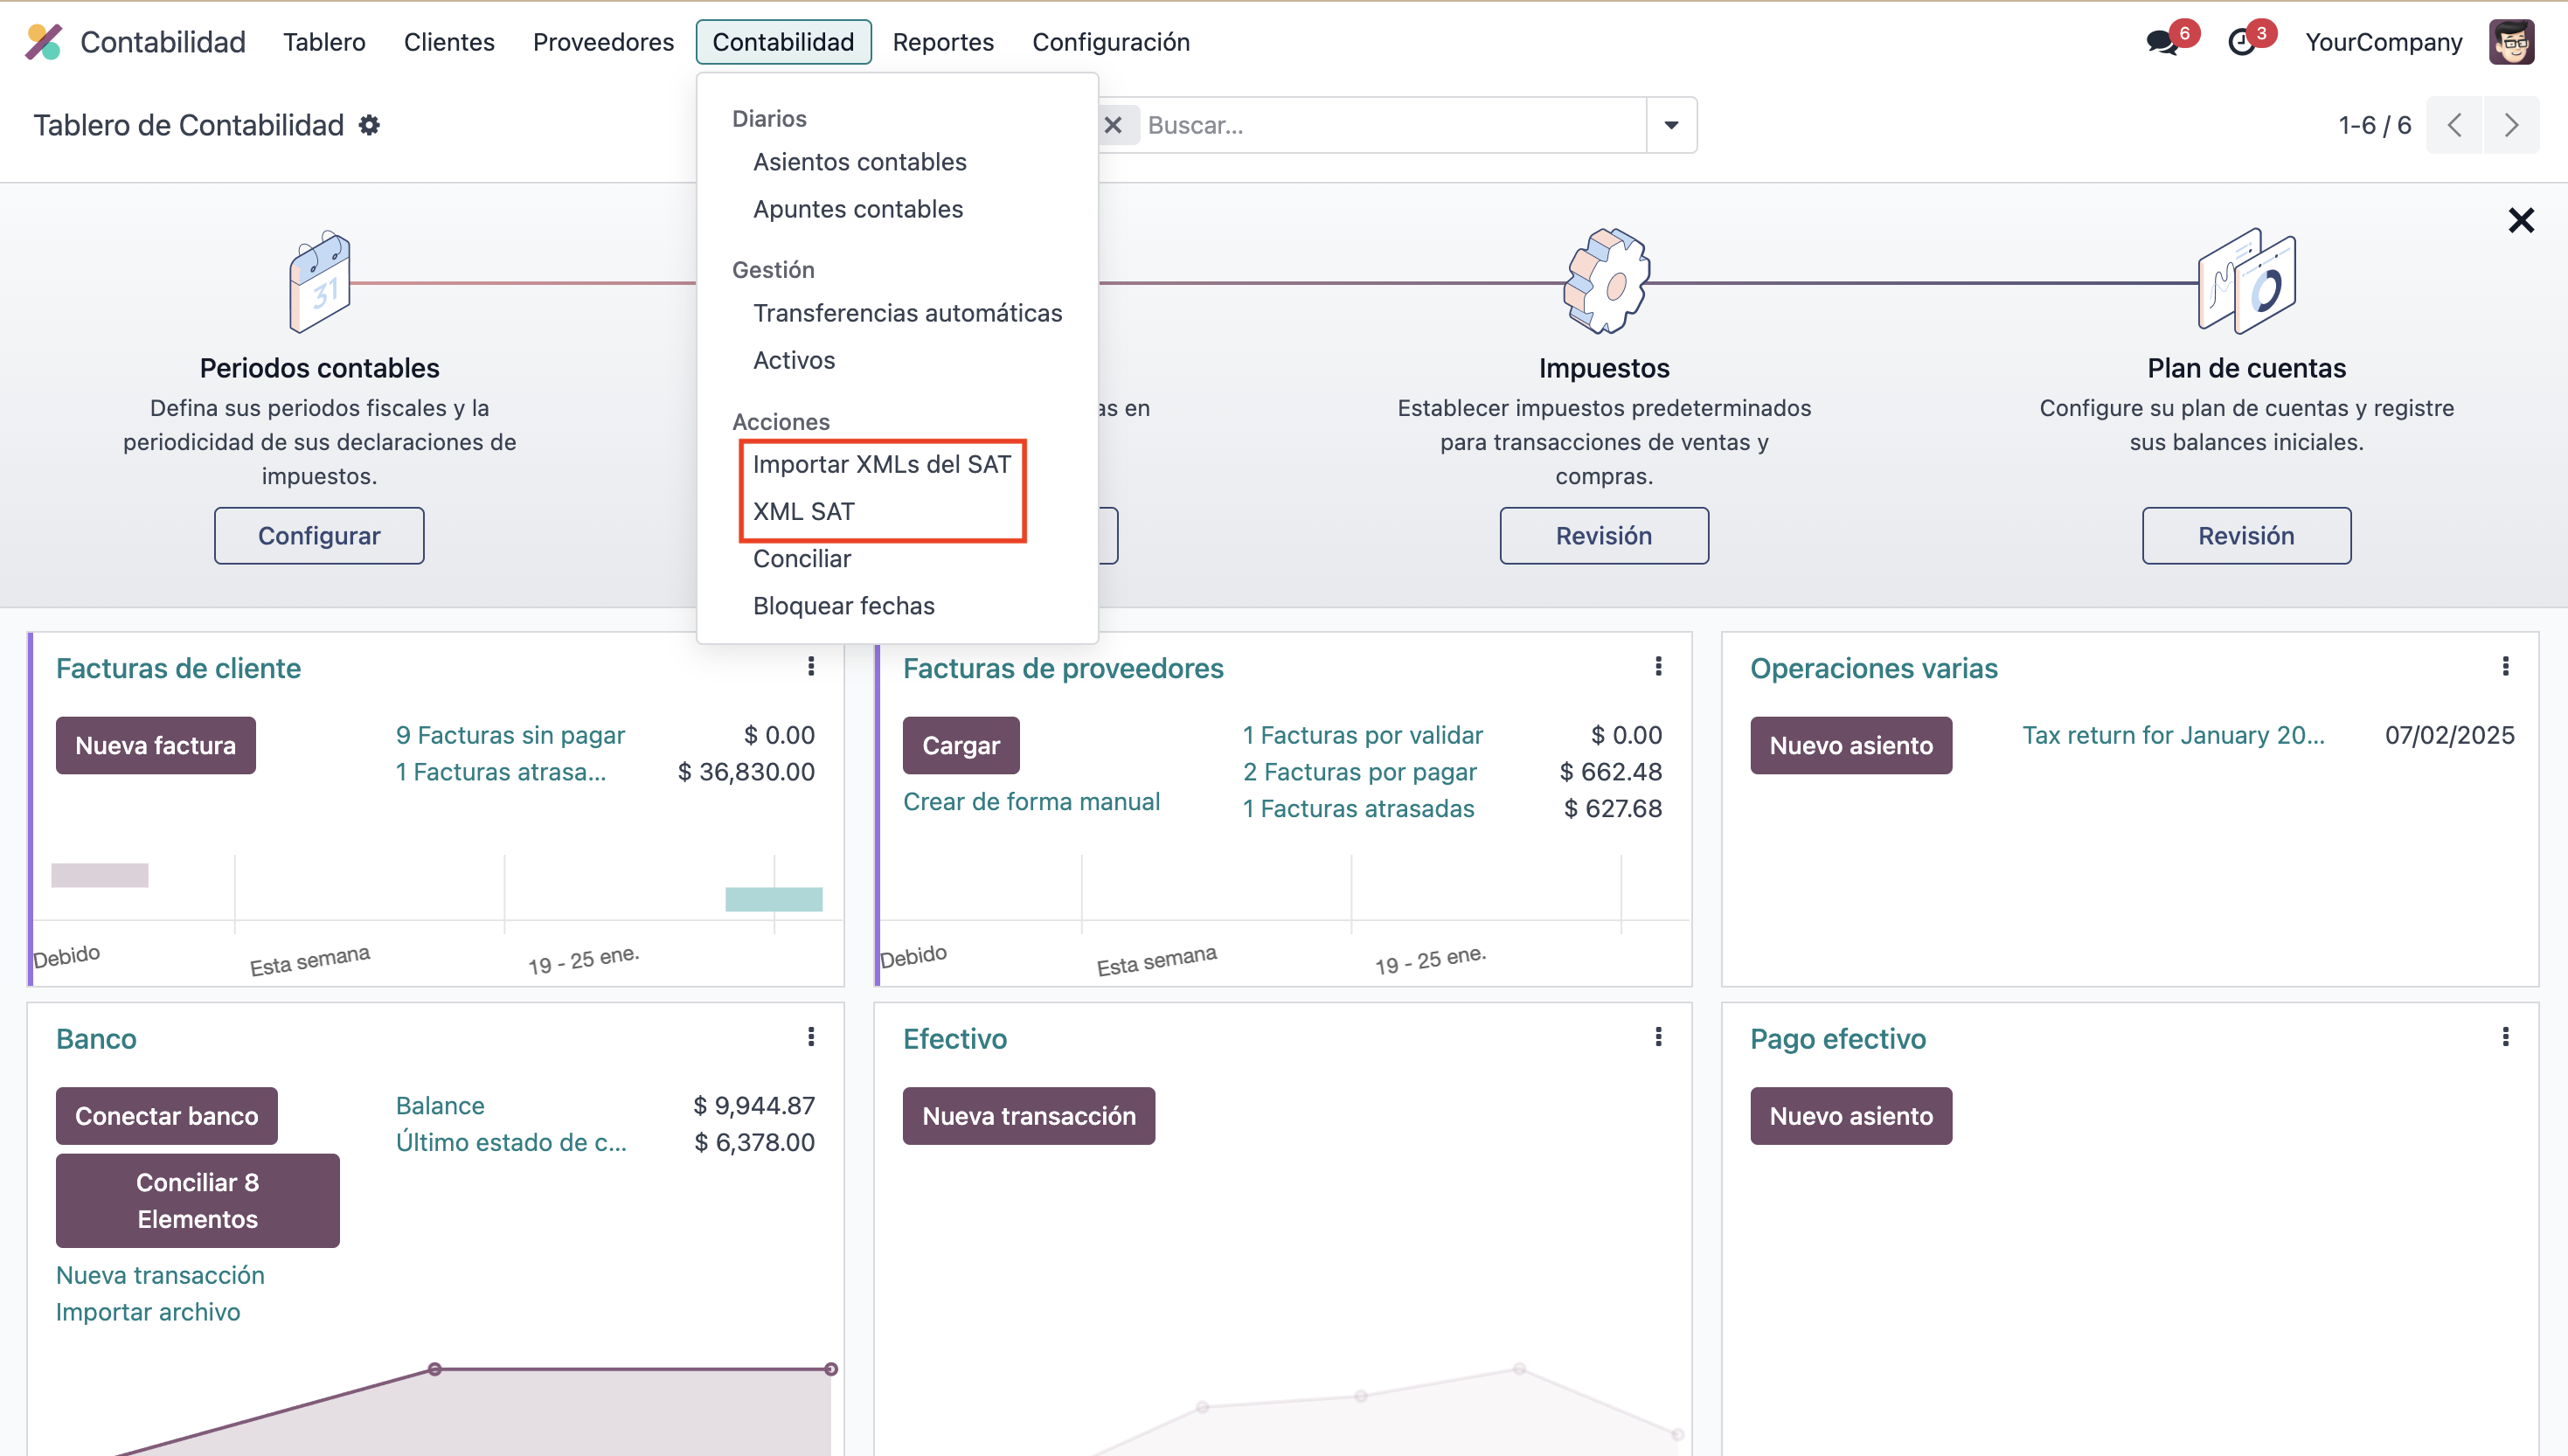 Contabilidad
Tablero
Clientes
Proveedores
Contabilidad
Reportes
Configuración
6
3
YourCompany
Tablero de Contabilidad
Buscar...
1-6 / 6
Diarios
Asientos contables
Apuntes contables
Gestión
Transferencias automáticas
Activos
Acciones
Importar XMLs del SAT
XML SAT
Conciliar
Bloquear fechas
31
Periodos contables
Defina sus periodos fiscales y la
periodicidad de sus declaraciones de
impuestos.
Configurar
as en
Impuestos
Establecer impuestos predeterminados
para transacciones de ventas y
compras.
Revisión
Plan de cuentas
Configure su plan de cuentas y registre
sus balances iniciales.
Revisión
Facturas de cliente
Nueva factura
9 Facturas sin pagar $ 0.00
1 Facturas atrasa... $ 36,830.00
Debido
Esta semana
19 - 25 ene.
Facturas de proveedores
Cargar
Crear de forma manual
1 Facturas por validar $ 0.00
2 Facturas por pagar $ 662.48
1 Facturas atrasadas $ 627.68
Debido
Esta semana
19 - 25 ene.
Operaciones varias
Nuevo asiento
Tax return for January 20... 07/02/2025
Banco
Conectar banco
Conciliar 8
Elementos
Nueva transacción
Importar archivo
Balance $ 9,944.87
Último estado de c... $ 6,378.00
Efectivo
Nueva transacción
Pago efectivo
Nuevo asiento